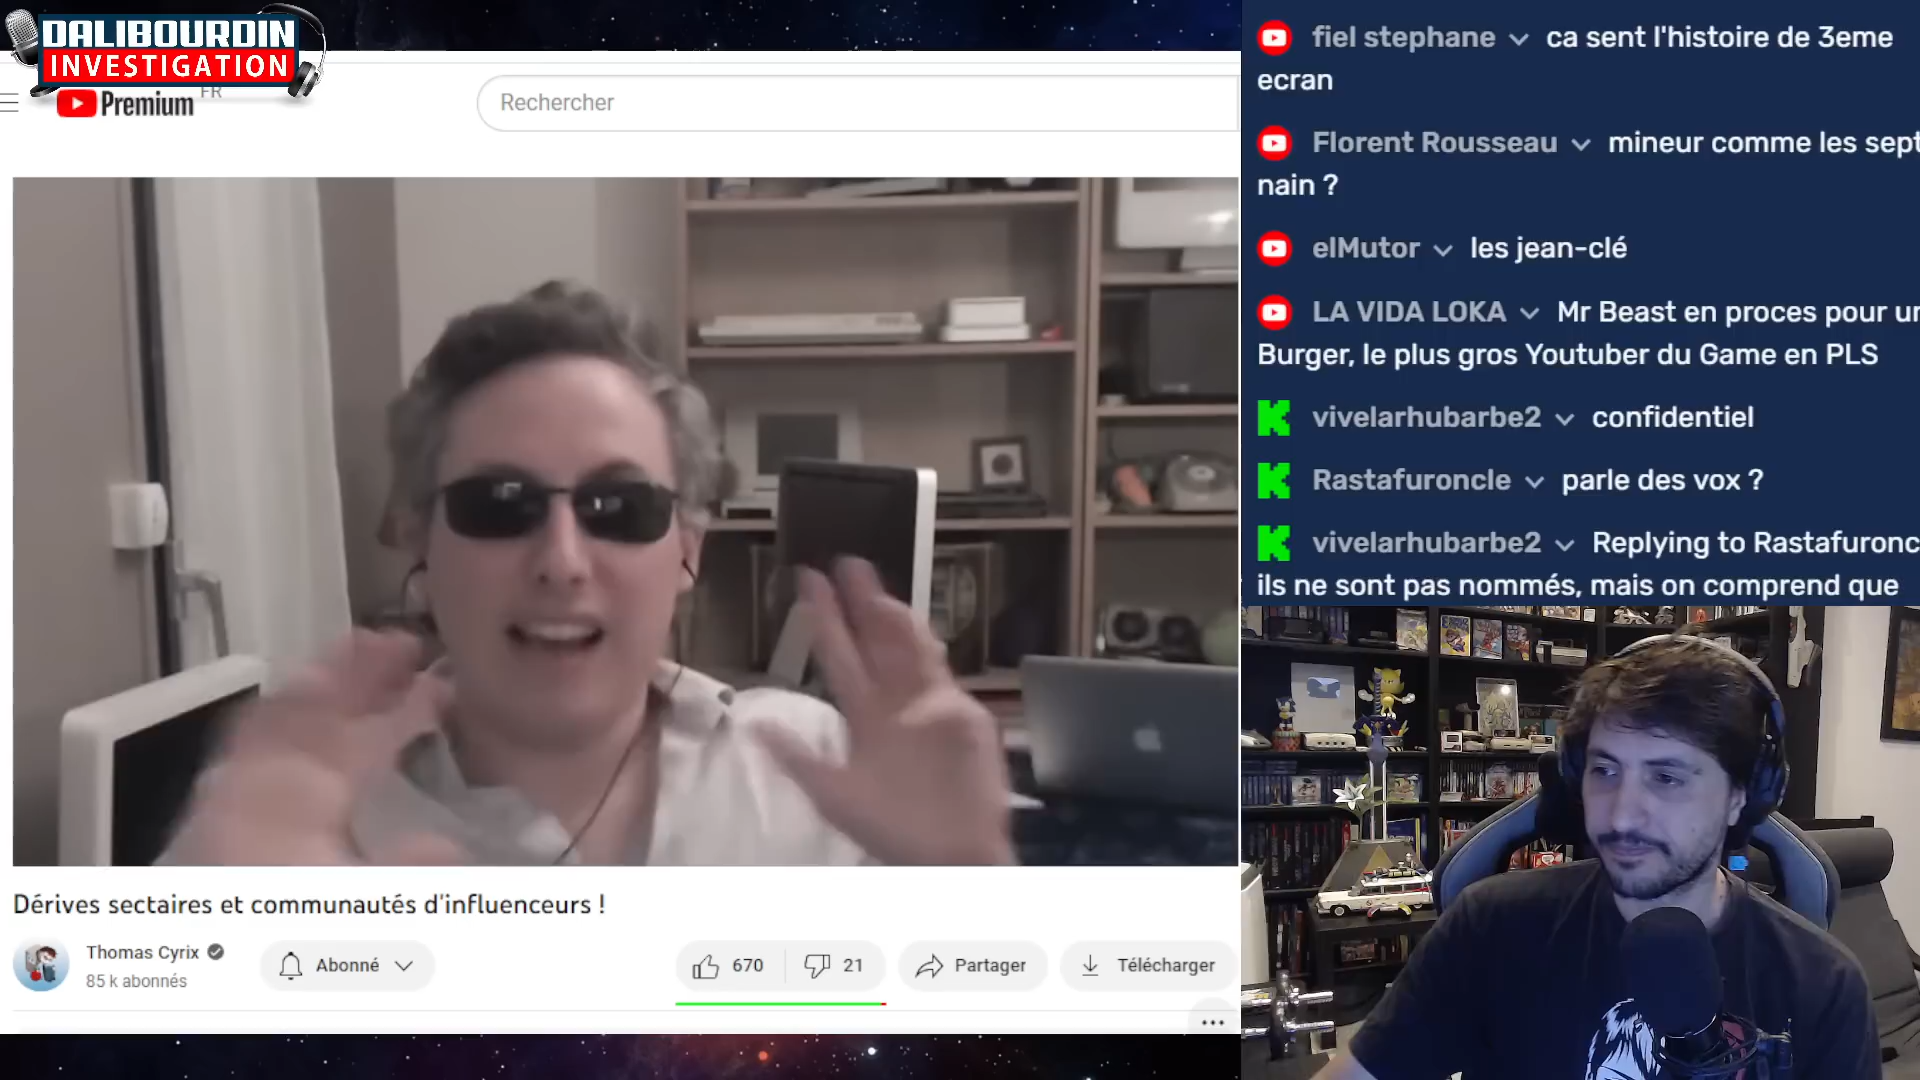 DALIBOURDIN
INVESTIGATION
Premium
FR
Rechercher
Dérives sectaires et communautés d'influenceurs !
Thomas Cyrix
85 k abonnés
Abonné
670
21
Partager
Télécharger
fiel stephane ca sent l'histoire de 3eme
ecran
Florent Rousseau mineur comme les sept
nain ?
elMutor les jean-clé
LA VIDA LOKA Mr Beast en proces pour un
Burger, le plus gros Youtuber du Game en PLS
vivelarhubarbe2 confidentiel
Rastafuroncle parle des vox ?
vivelarhubarbe2 Replying to Rastafuronc
ils ne sont pas nommés, mais on comprend que